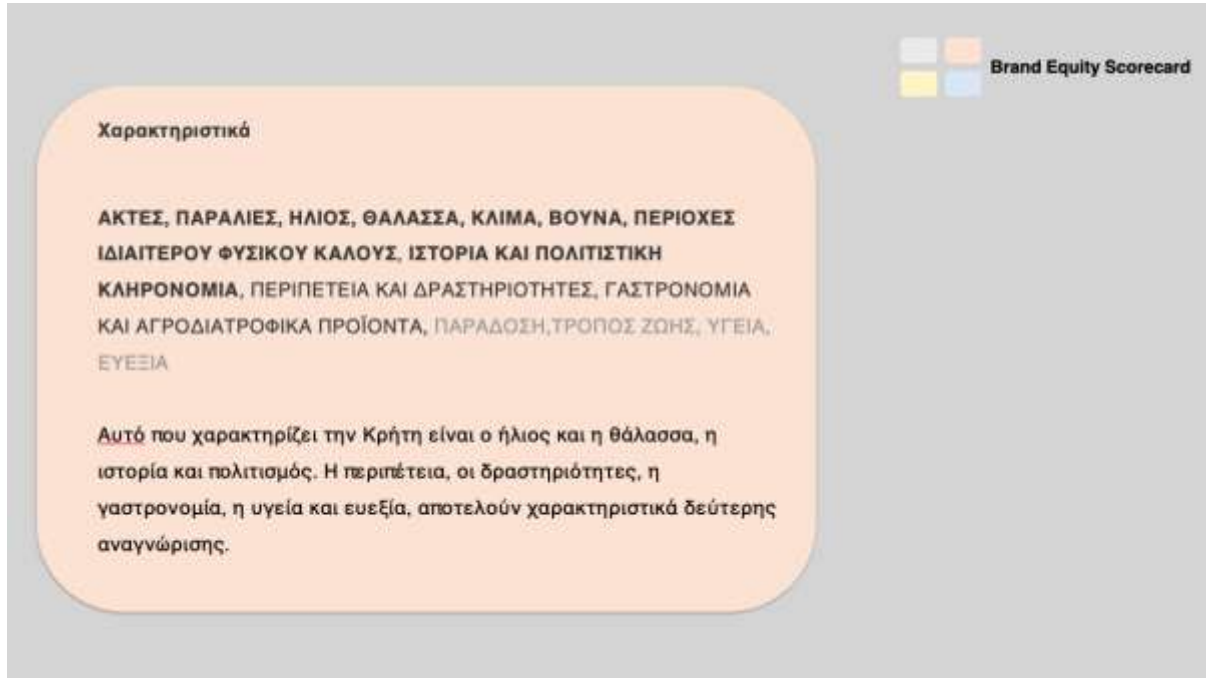 Brand Equity Scorecard
Χαρακτηριστικά
ΑΚΤΕΣ, ΠΑΡΑΛΙΕΣ, ΗΛΙΟΣ, ΘΑΛΑΣΣΑ, ΚΛΙΜΑ, ΒΟΥΝΑ, ΠΕΡΙΟΧΕΣ
ΙΔΙΑΙΤΕΡΟΥ ΦΥΣΙΚΟΥ ΚΑΛΟΥΣ, ΙΣΤΟΡΙΑ ΚΑΙ ΠΟΛΙΤΙΣΤΙΚΗ
ΚΛΗΡΟΝΟΜΙΑ, ΠΕΡΙΠΕΤΕΙΑ ΚΑΙ ΔΡΑΣΤΗΡΙΟΤΗΤΕΣ, ΓΑΣΤΡΟΝΟΜΙΑ
ΚΑΙ ΑΓΡΟΔΙΑΤΡΟΦΙΚΑ ΠΡΟΪΟΝΤΑ, ΠΑΡΑΔΟΣΗ,ΤΡΟΠΟΣ ΖΩΗΣ, ΥΓΕΙΑ,
ΕΥΕΞΙΑ
Αυτό που χαρακτηρίζει την Κρήτη είναι ο ήλιος και η θάλασσα, η
ιστορία και πολιτισμός. Η περιπέτεια, οι δραστηριότητες, η
γαστρονομία, η υγεία και ευεξία, αποτελούν χαρακτηριστικά δεύτερης
αναγνώρισης.